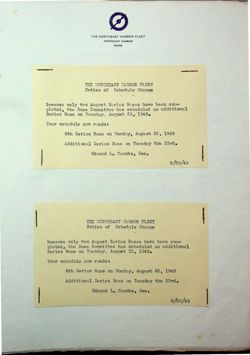 THE NORTHEAST HARBOR FLEET
NORTHEAST HARBOR
MAINE
THE NORTHEAST HARBOR FLEET
Notice of Schedule Change
Because only two August Series Races have been com-
pleted, the Race Committee has scheduled an additional
Series Race on Tuesday, August 23, 1949.
Your schedule now reads:
8th Series Race on Monday, August 22, 1949
Additional Series Race on Tuesday the 23rd.
Edmund L. Coombs, Sec.
8/20/49
THE NORTHEAST HARBOR FLEET
Notice of Schedule Change
Because only two August Series Races have been com-
pleted, the Race Committee has scheduled an additional
Series Race on Tuesday, August 23, 1949.
Your schedule now reads:
8th Series Race on Monday, August 22, 1949
Additional Series Race on Tuesday the 23rd.
Edmund L. Coombs, Sec.
8/20/49